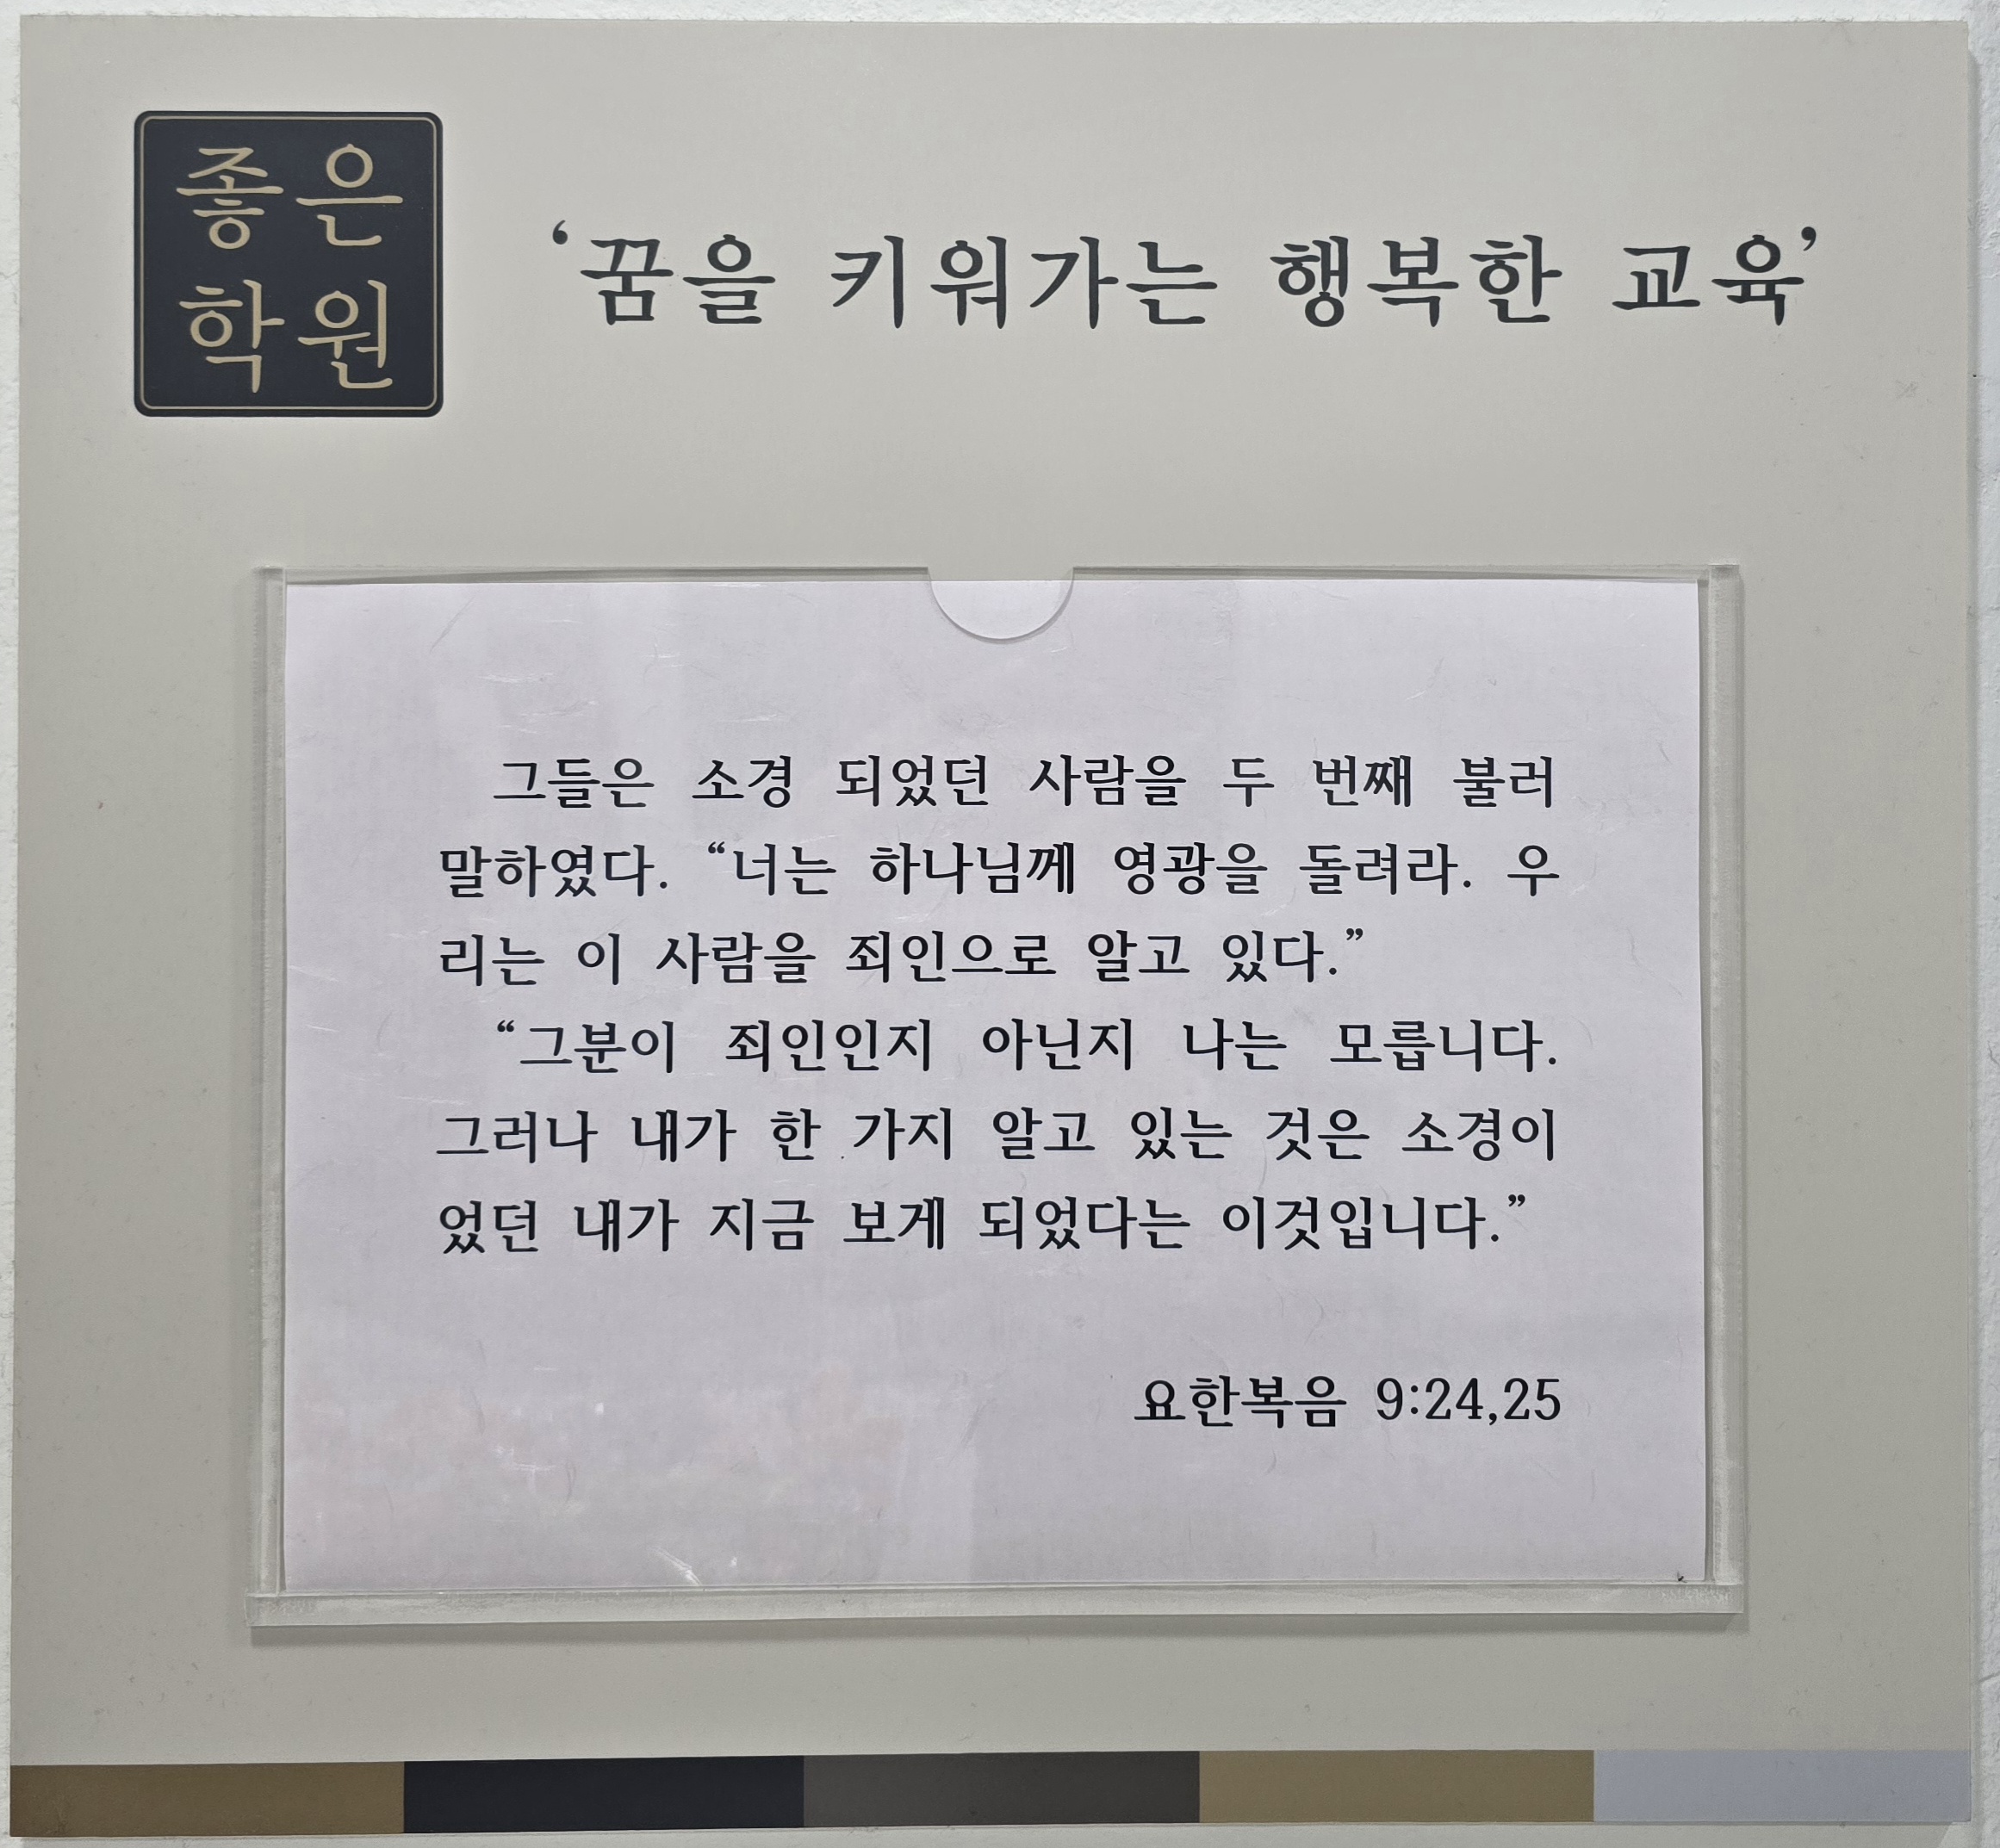 좋은
학원
‘꿈을 키워가는 행복한 교육’
그들은 소경 되었던 사람을 두 번째 불러
말하였다. “너는 하나님께 영광을 돌려라. 우
리는 이 사람을 죄인으로 알고 있다.”
“그분이 죄인인지 아닌지 나는 모릅니다.
그러나 내가 한 가지 알고 있는 것은 소경이
었던 내가 지금 보게 되었다는 이것입니다.”
요한복음 9:24,25